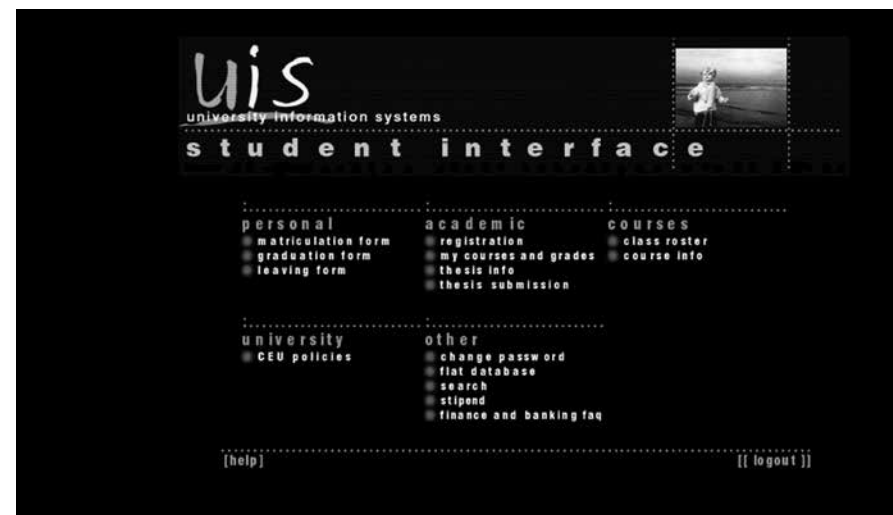 uis
university information systems
student interface
personal
matriculation form
graduation form
leaving form
academic
registration
my courses and grades
thesis info
thesis submission
courses
class roster
course info
university
CEU policies
other
change password
flat database
search
stipend
finance and banking faq
[help]
[[ logout ]]